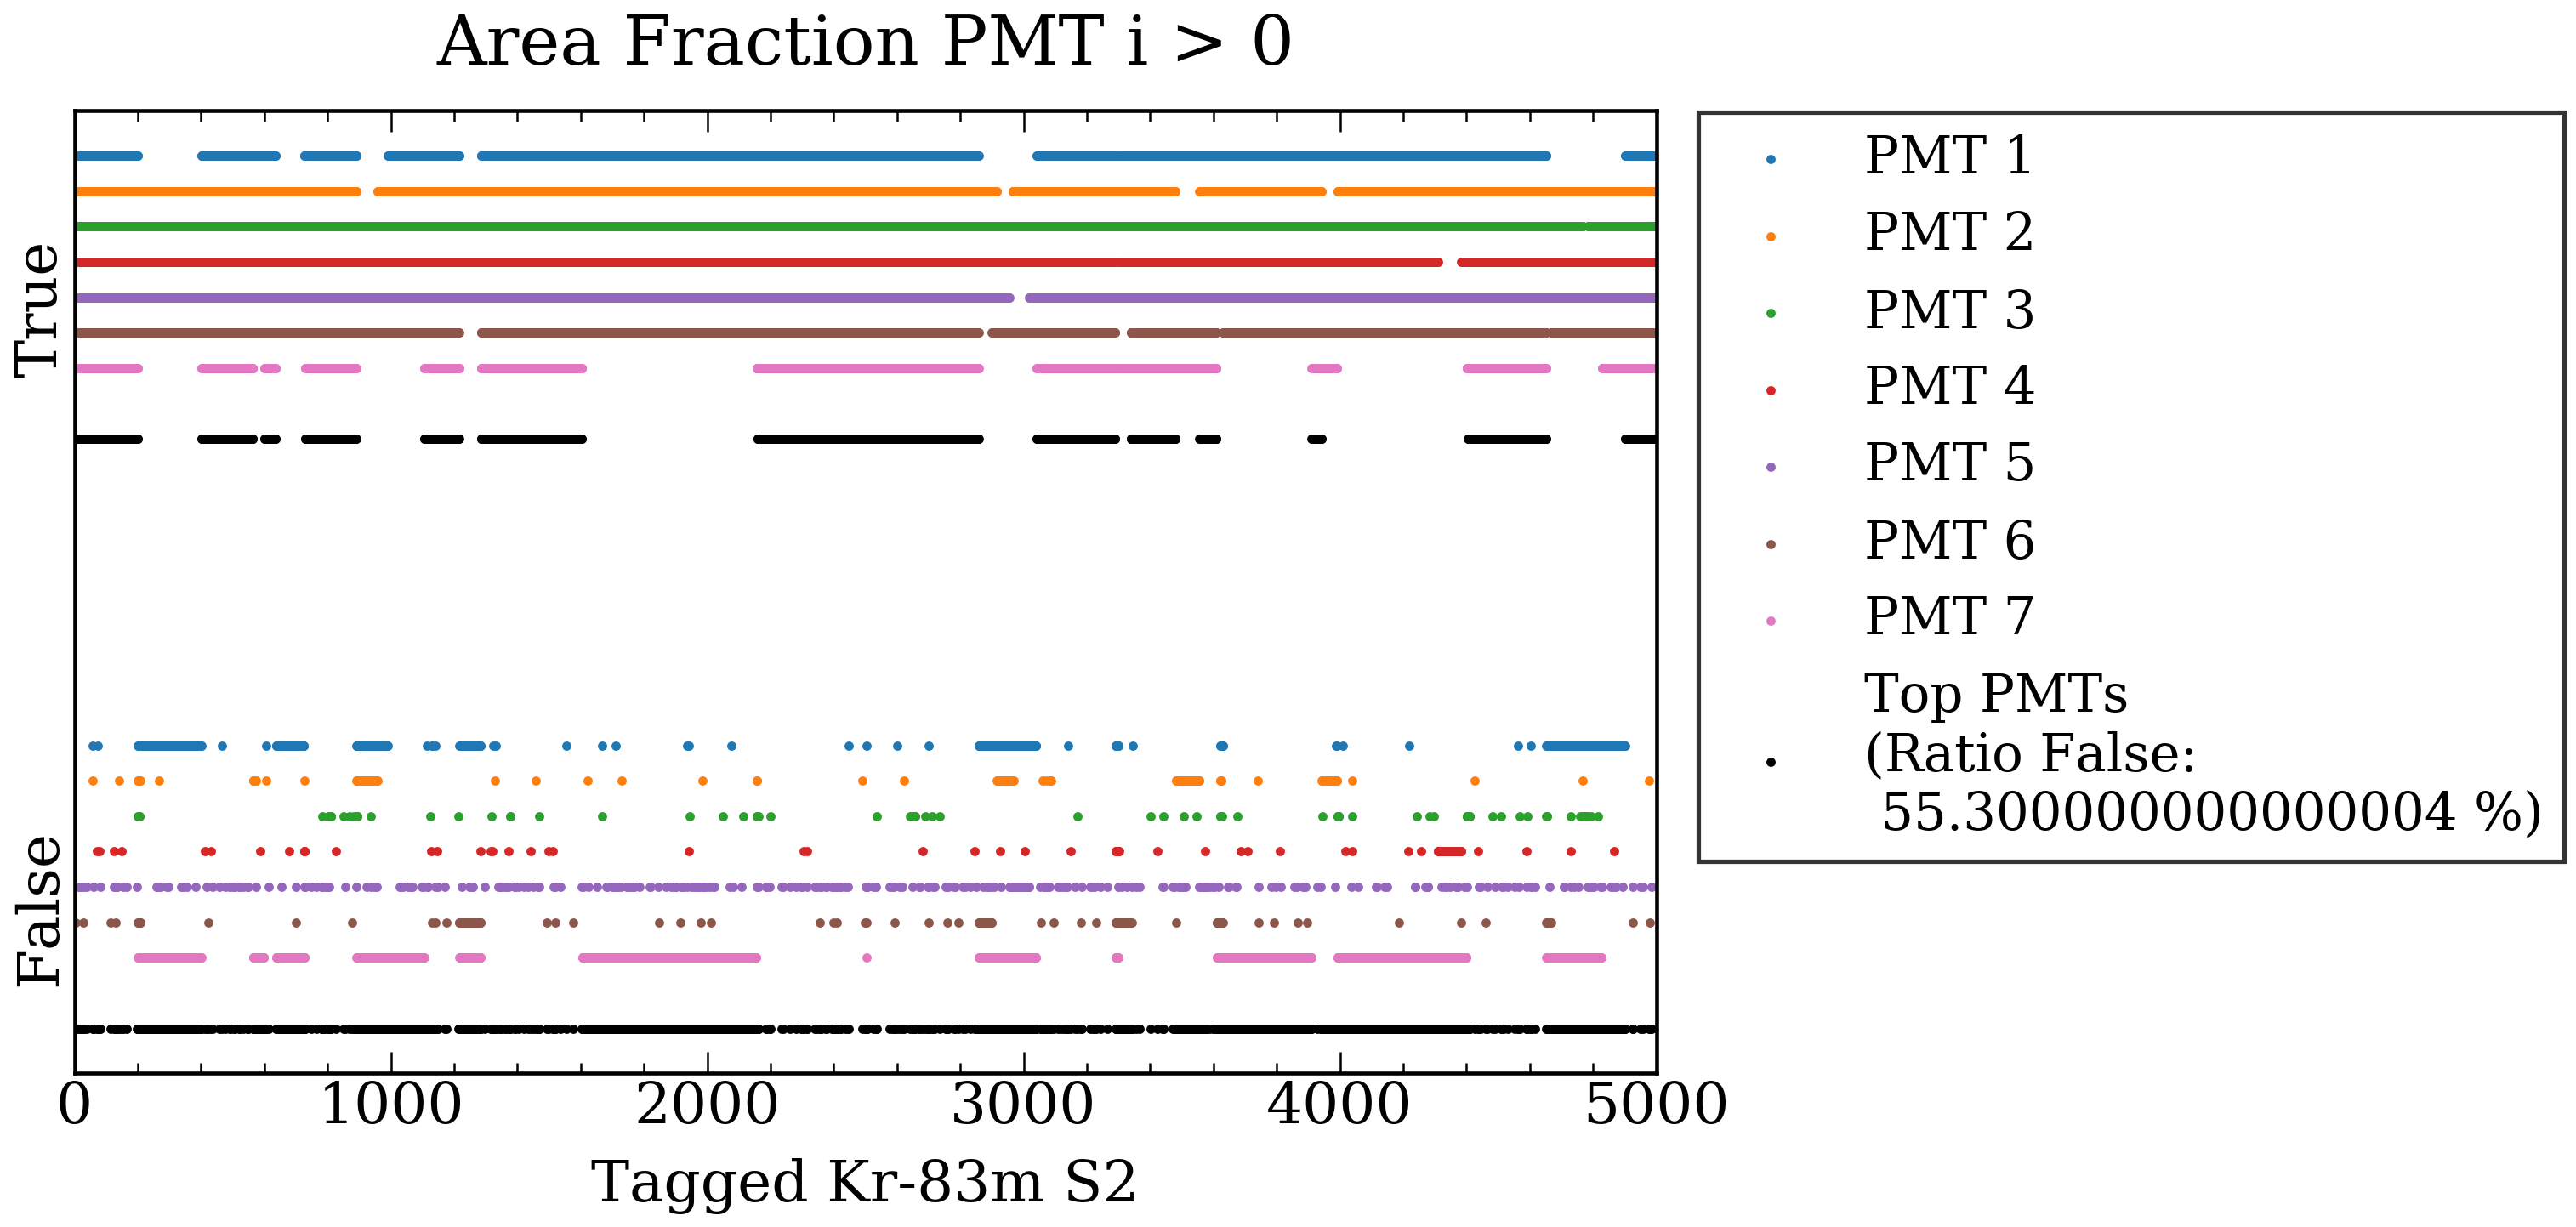 Area Fraction PMT i > 0
True
False
0 1000 2000 3000 4000 5000
Tagged Kr-83m S2
PMT 1
PMT 2
PMT 3
PMT 4
PMT 5
PMT 6
PMT 7
Top PMTs
(Ratio False:
55.300000000000004 %)